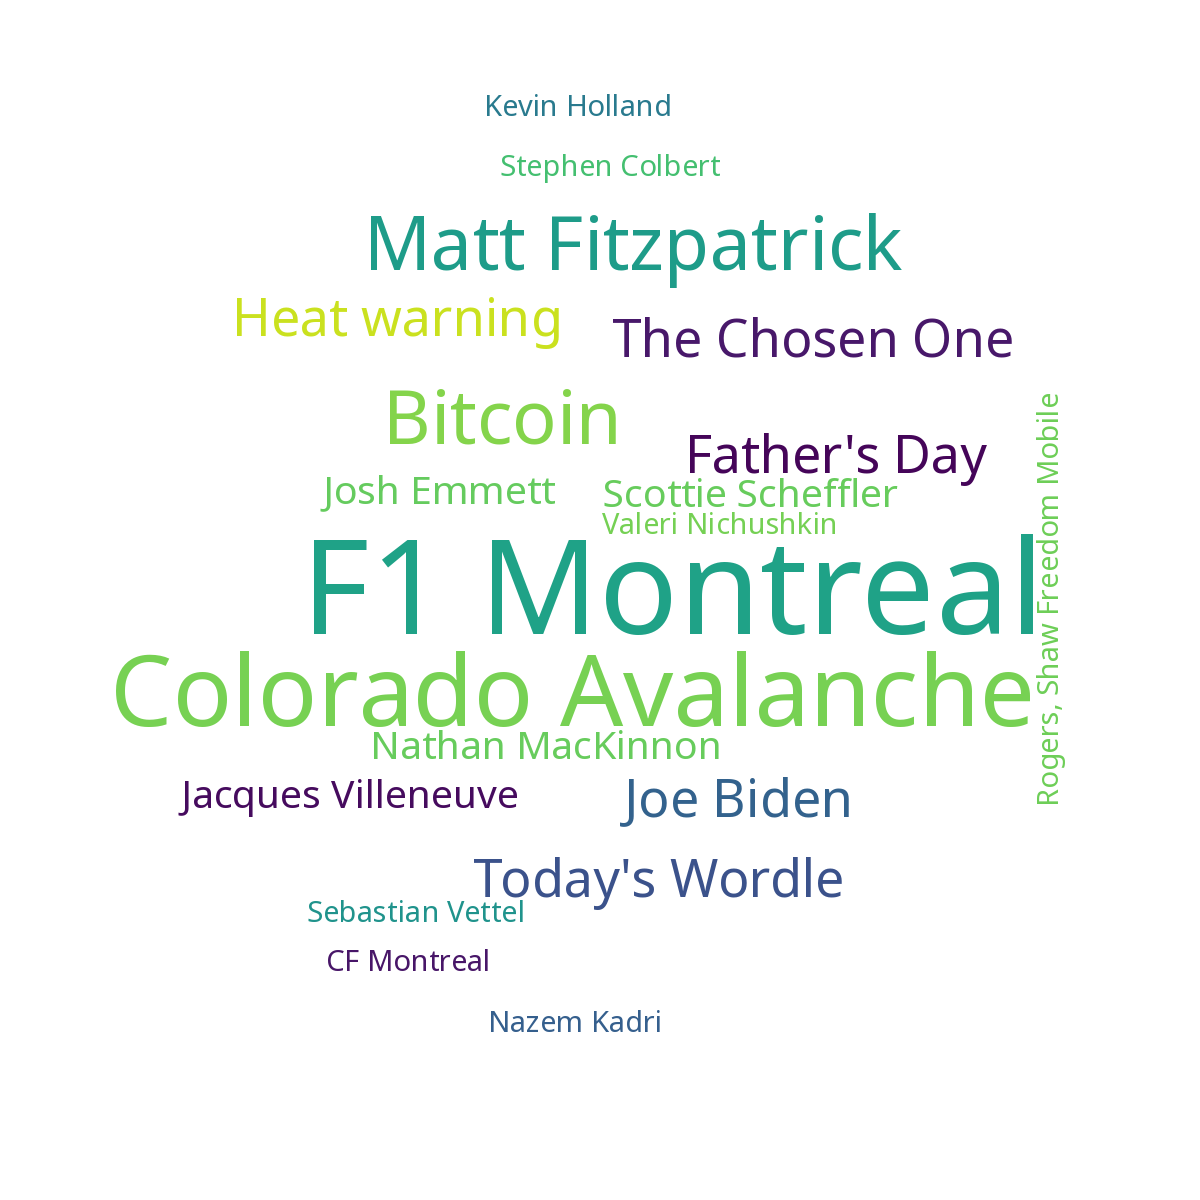 Kevin Holland
Stephen Colbert
Matt Fitzpatrick
Heat warning
The Chosen One
Bitcoin
Father's Day
Josh Emmett
Scottie Scheffler
Valeri Nichushkin
F1 Montreal
Rogers, Shaw Freedom Mobile
Colorado Avalanche
Nathan MacKinnon
Jacques Villeneuve
Joe Biden
Today's Wordle
Sebastian Vettel
CF Montreal
Nazem Kadri